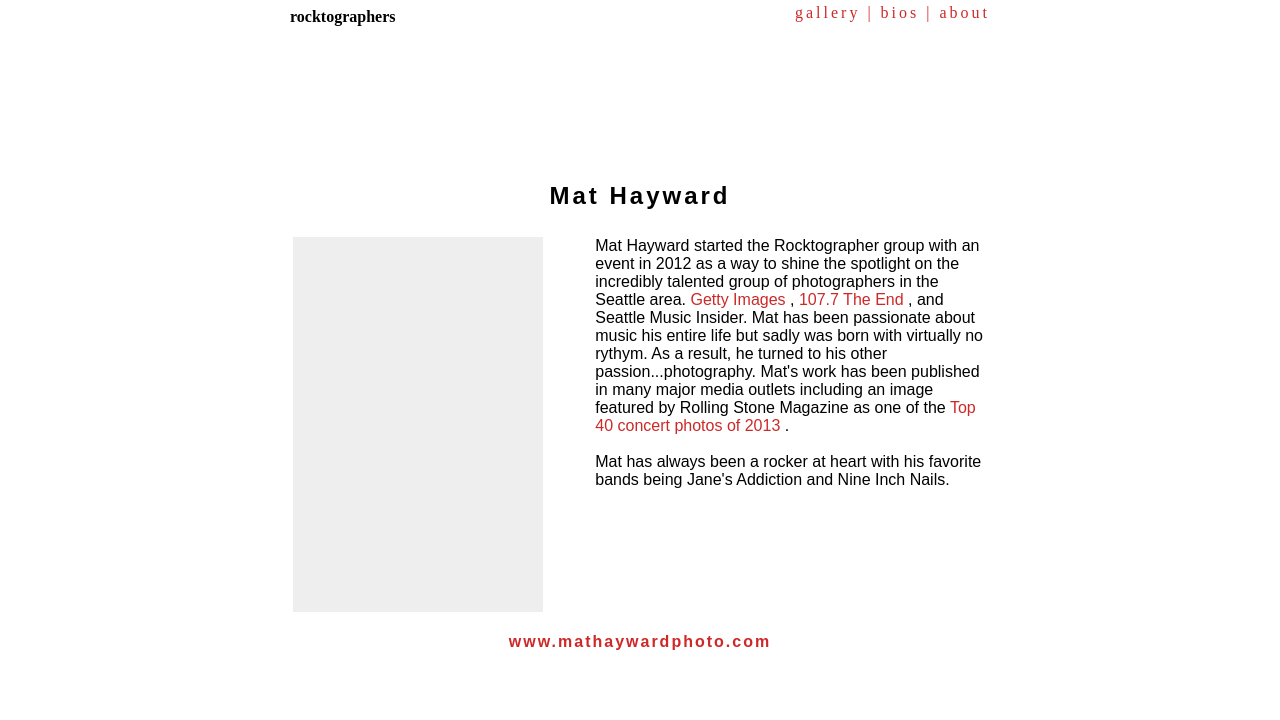 rocktographers
gallery | bios | about
Mat Hayward
Mat Hayward started the Rocktographer group with an
event in 2012 as a way to shine the spotlight on the
incredibly talented group of photographers in the
Seattle area. Getty Images , 107.7 The End , and
Seattle Music Insider. Mat has been passionate about
music his entire life but sadly was born with virtually no
rythym. As a result, he turned to his other
passion...photography. Mat's work has been published
in many major media outlets including an image
featured by Rolling Stone Magazine as one of the Top
40 concert photos of 2013 .
Mat has always been a rocker at heart with his favorite
bands being Jane's Addiction and Nine Inch Nails.
www.mathaywardphoto.com